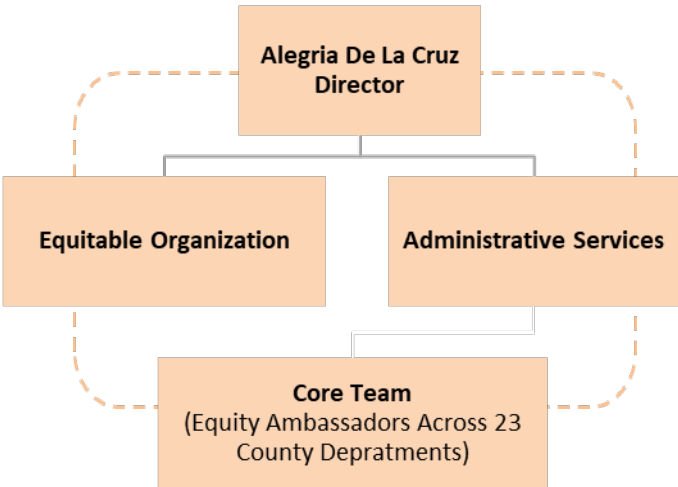 Alegria De La Cruz
Director
Equitable Organization
Administrative Services
Core Team
(Equity Ambassadors Across 23
County Depratments)